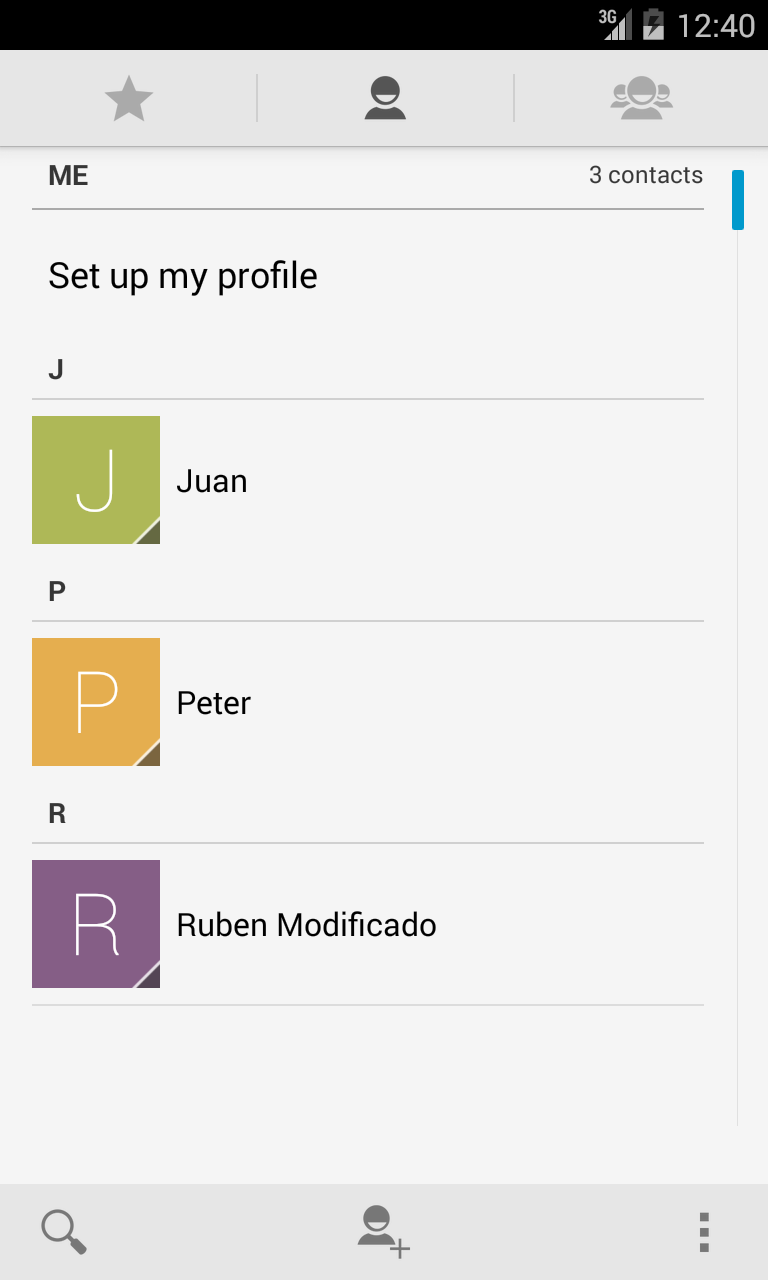 3G 12:40
ME 3 contacts
Set up my profile
J
J Juan
P
P Peter
R
R Ruben Modificado